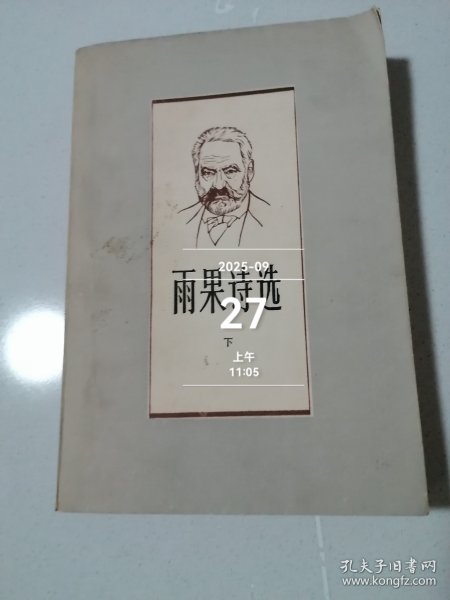 2025-09
雨果诗选
27
下
上午
11:05
孔夫子旧书网
www.kongfz.com